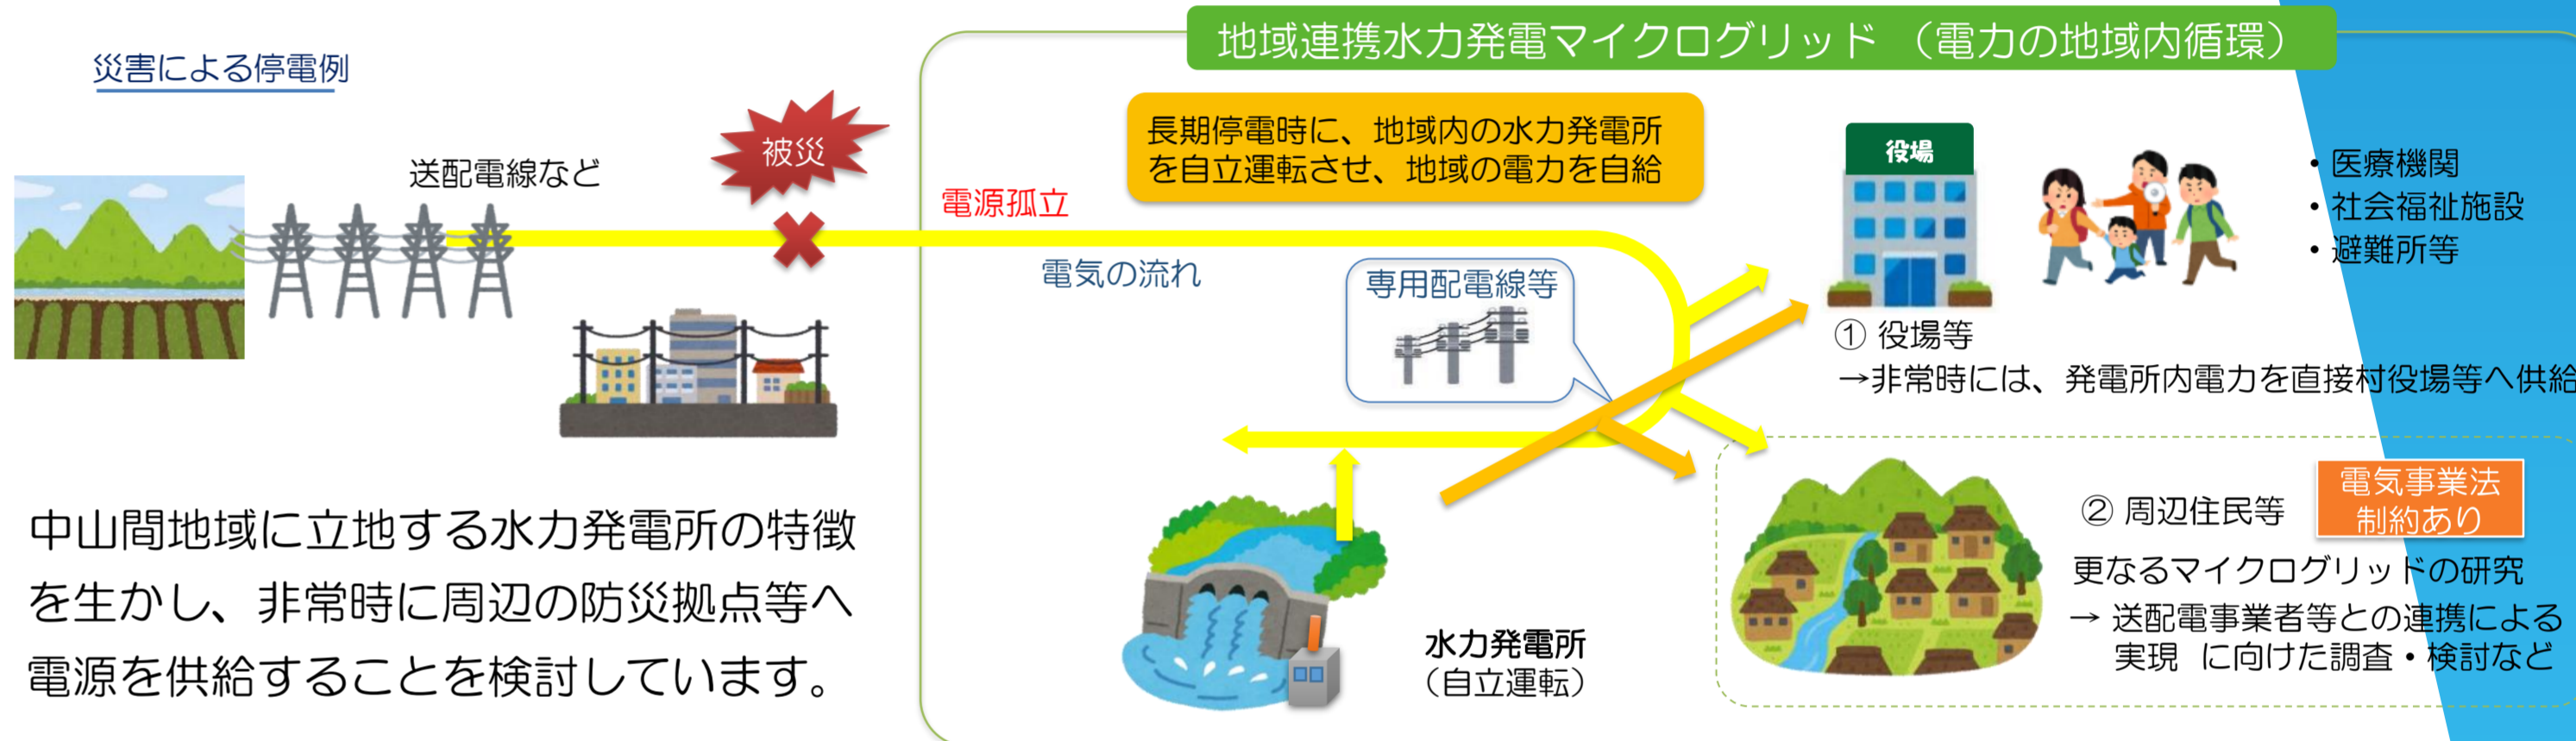 地域連携水力発電マイクログリッド （電力の地域内循環）
災害による停電例
送配電線など
被災
電源孤立
電気の流れ
長期停電時に、地域内の水力発電所
を自立運転させ、地域の電力を自給
専用配電線等
役場
・医療機関
・社会福祉施設
・避難所等
① 役場等
→非常時には、発電所内電力を直接村役場等へ供給
中山間地域に立地する水力発電所の特徴
を生かし、非常時に周辺の防災拠点等へ
電源を供給することを検討しています。
水力発電所
（自立運転）
② 周辺住民等
電気事業法
制約あり
更なるマイクログリッドの研究
→ 送配電事業者等との連携による
実現 に向けた調査・検討など